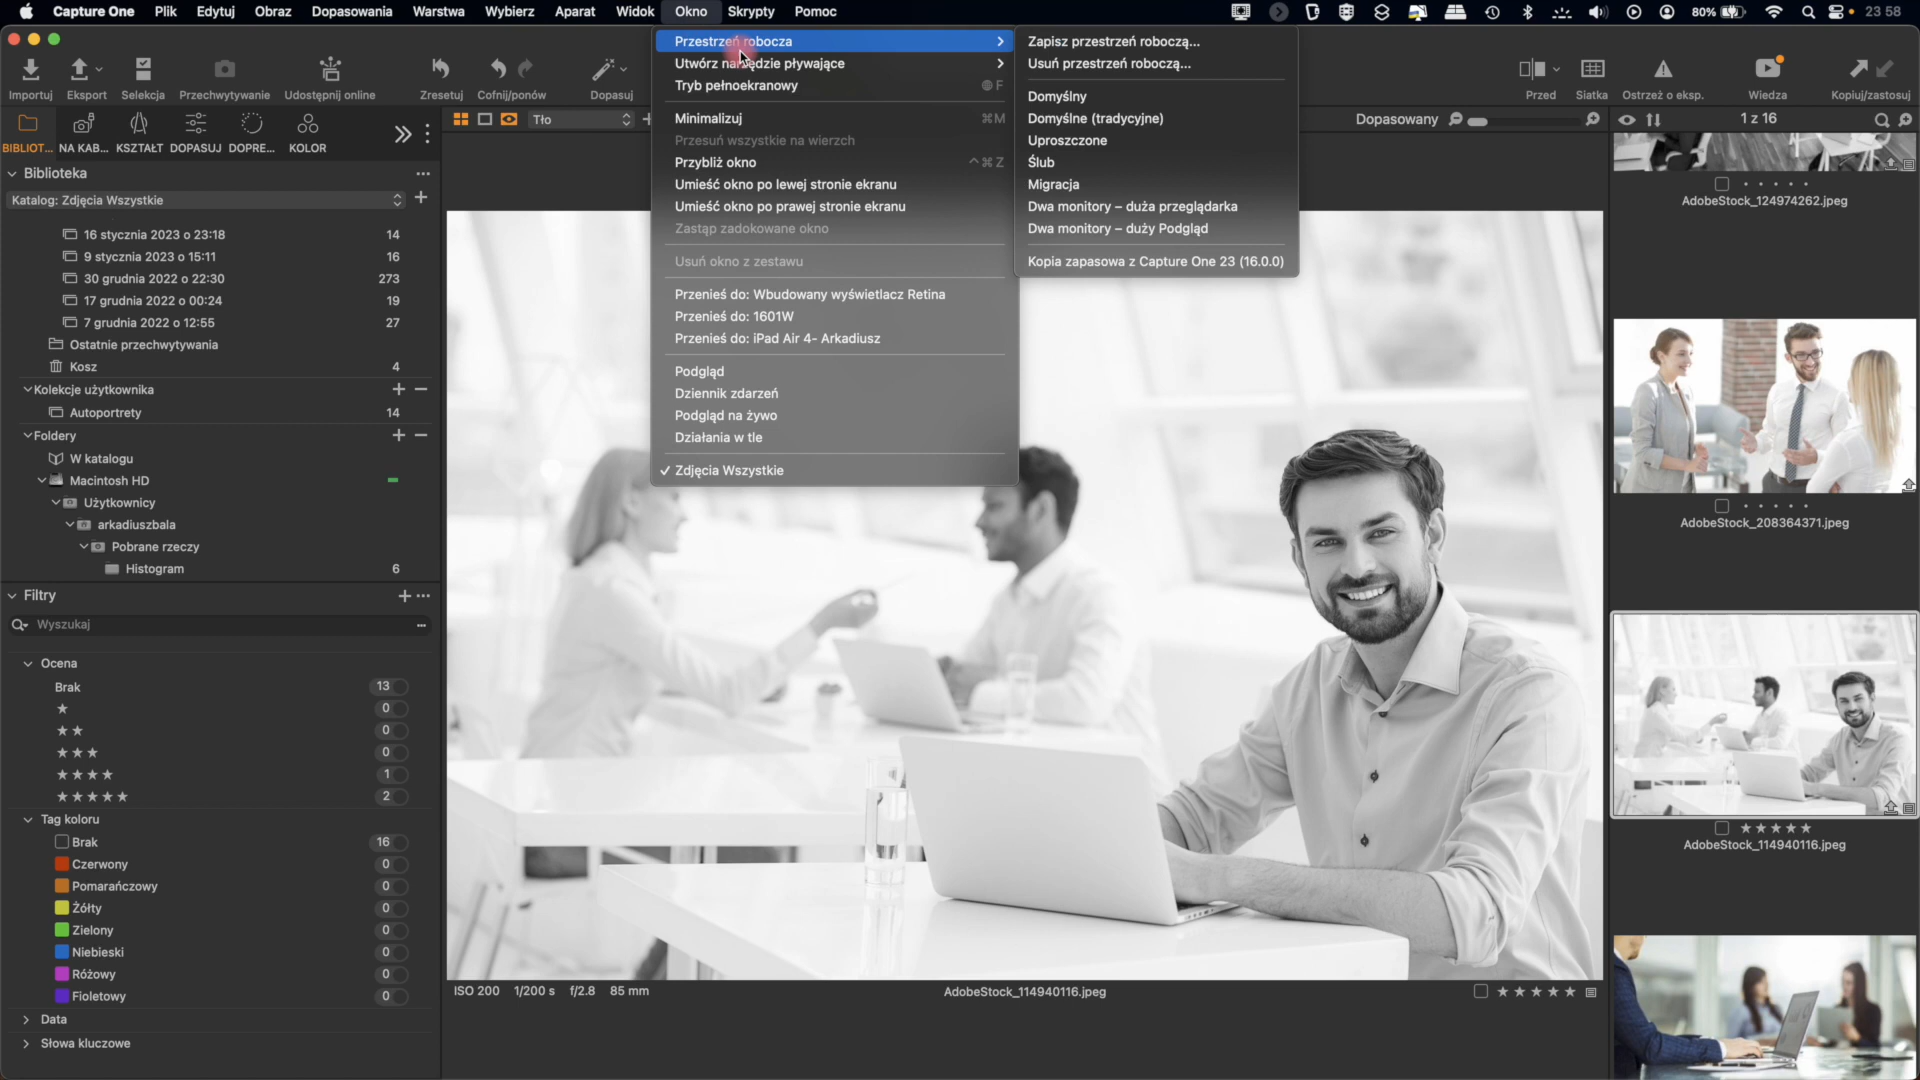 Capture One Plik Edytuj Obraz Dopasowania Warstwa Wybierz Aparat Widok Okno Skrypty Pomoc 80% 23 58
Importuj Eksport Selekcja Przechwytywanie Udostępnij online Zresetuj Cofnij/ponów Dopasuj Przed Siatka Ostrzeż o eksp. Wiedza Kopiuj/zastosuj
BIBLIOT... NA KAB... KSZTAŁT DOPASUJ DOPRE... KOLOR
Tło
Dopasowany
1 z 16
Biblioteka
Katalog: Zdjęcia Wszystkie
16 stycznia 2023 o 23:18 14
9 stycznia 2023 o 15:11 16
30 grudnia 2022 o 22:30 273
17 grudnia 2022 o 00:24 19
7 grudnia 2022 o 12:55 27
Ostatnie przechwytywania
Kosz 4
Kolekcje użytkownika
Autoportrety 14
Foldery
W katalogu
Macintosh HD
Użytkownicy
arkadiuszbala
Pobrane rzeczy
Histogram 6
Filtry
Wyszukaj
Ocena
Brak 13
★ 0
★★ 0
★★★ 0
★★★★ 1
★★★★★ 2
Tag koloru
Brak 16
Czerwony 0
Pomarańczowy 0
Żółty 0
Zielony 0
Niebieski 0
Różowy 0
Fioletowy 0
Data
Słowa kluczowe
Przestrzeń robocza
Utwórz narzędzie pływające
Tryb pełnoekranowy F
Minimalizuj ⌘M
Przesuń wszystkie na wierzch
Przybliż okno ^⌘Z
Umieść okno po lewej stronie ekranu
Umieść okno po prawej stronie ekranu
Zastąp zadokowane okno
Usuń okno z zestawu
Przenieś do: Wbudowany wyświetlacz Retina
Przenieś do: 1601W
Przenieś do: iPad Air 4- Arkadiusz
Podgląd
Dziennik zdarzeń
Podgląd na żywo
Działania w tle
✓ Zdjęcia Wszystkie
Zapisz przestrzeń roboczą...
Usuń przestrzeń roboczą...
Domyślny
Domyślne (tradycyjne)
Uproszczone
Ślub
Migracja
Dwa monitory – duża przeglądarka
Dwa monitory – duży Podgląd
Kopia zapasowa z Capture One 23 (16.0.0)
ISO 200 1/200 s f/2.8 85 mm
AdobeStock_114940116.jpeg
★★★★★
AdobeStock_124974262.jpeg
AdobeStock_208364371.jpeg
★★★★★
AdobeStock_114940116.jpeg